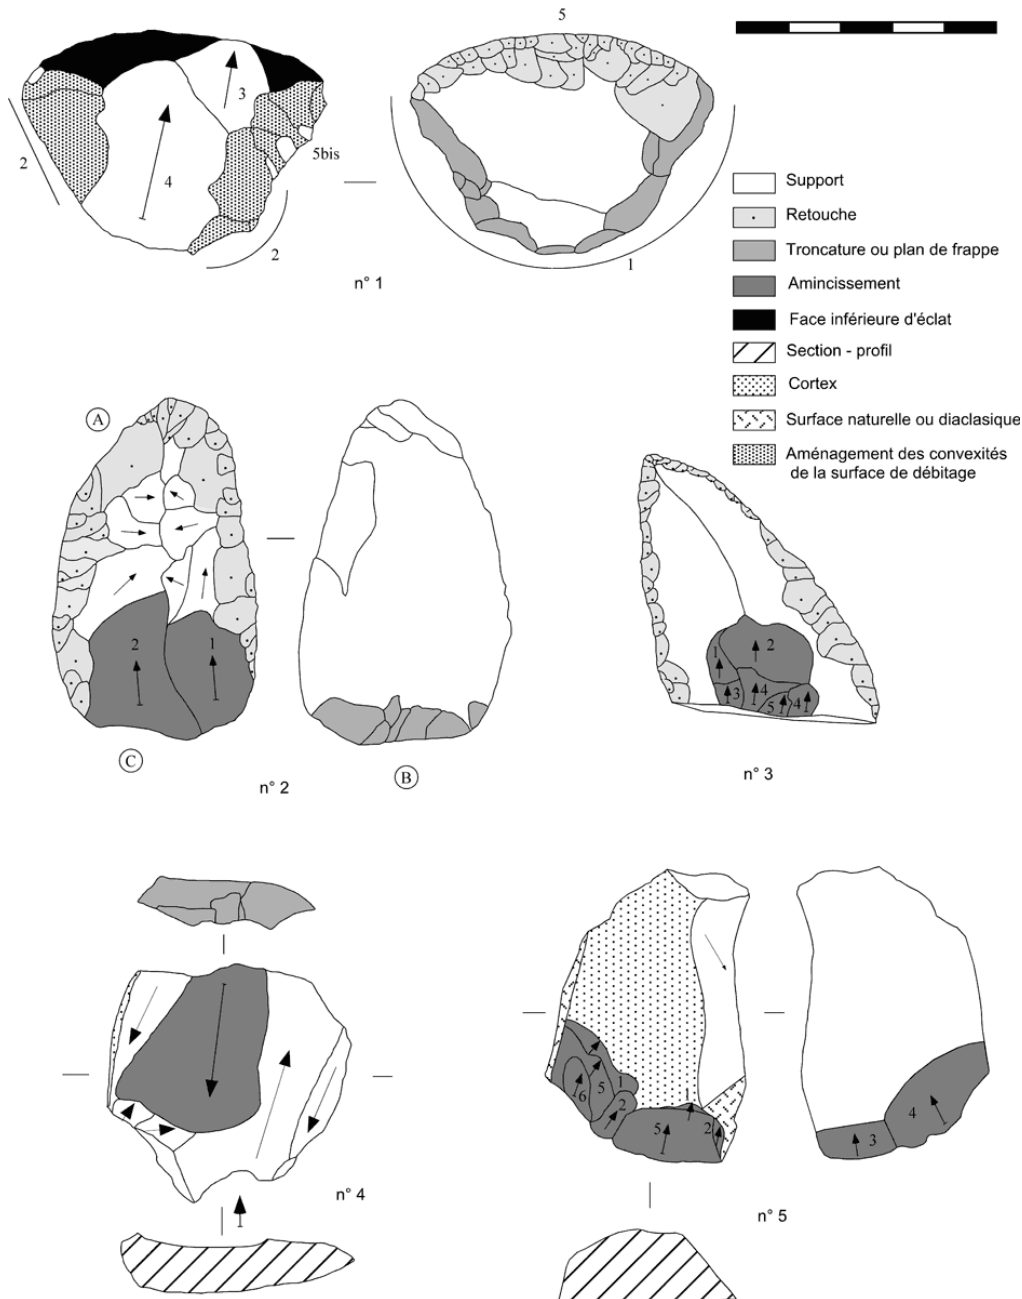 5
2
4
3
5bis
2
1
n° 1
Support
Retouche
Troncature ou plan de frappe
Amincissement
Face inférieure d'éclat
Section - profil
Cortex
Surface naturelle ou diaclasique
Aménagement des convexités
de la surface de débitage
A
2
1
C
B
n° 2
1
2
3
4
5
4
n° 3
n° 4
6
5
1
2
5
1
2
3
4
n° 5